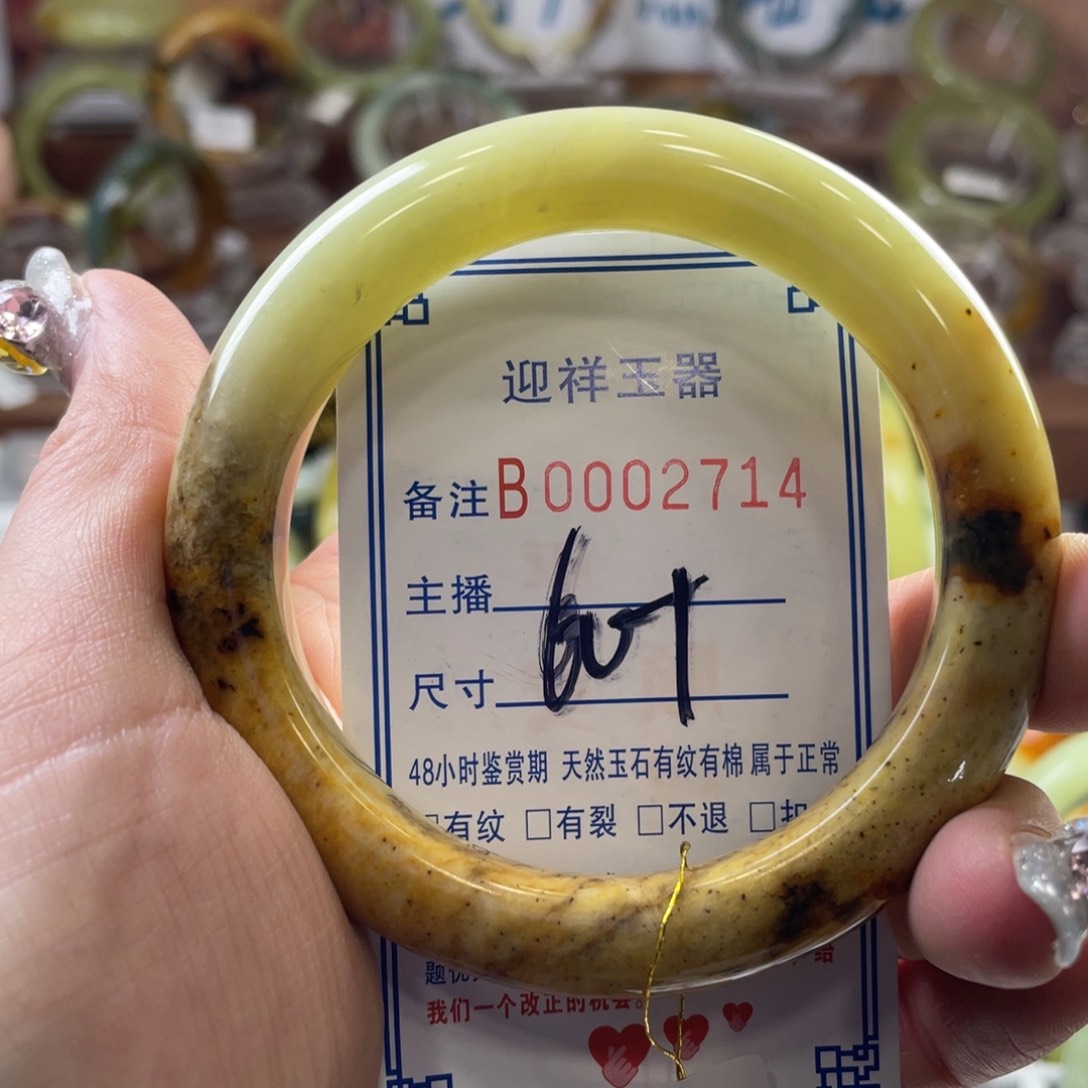 迎祥玉器
备注B0002714
主播
尺寸
48小时鉴赏期 天然玉石有纹有棉 属于正常
□有纹 □有裂 □不退 □
题
给
我们一个改正的机会。